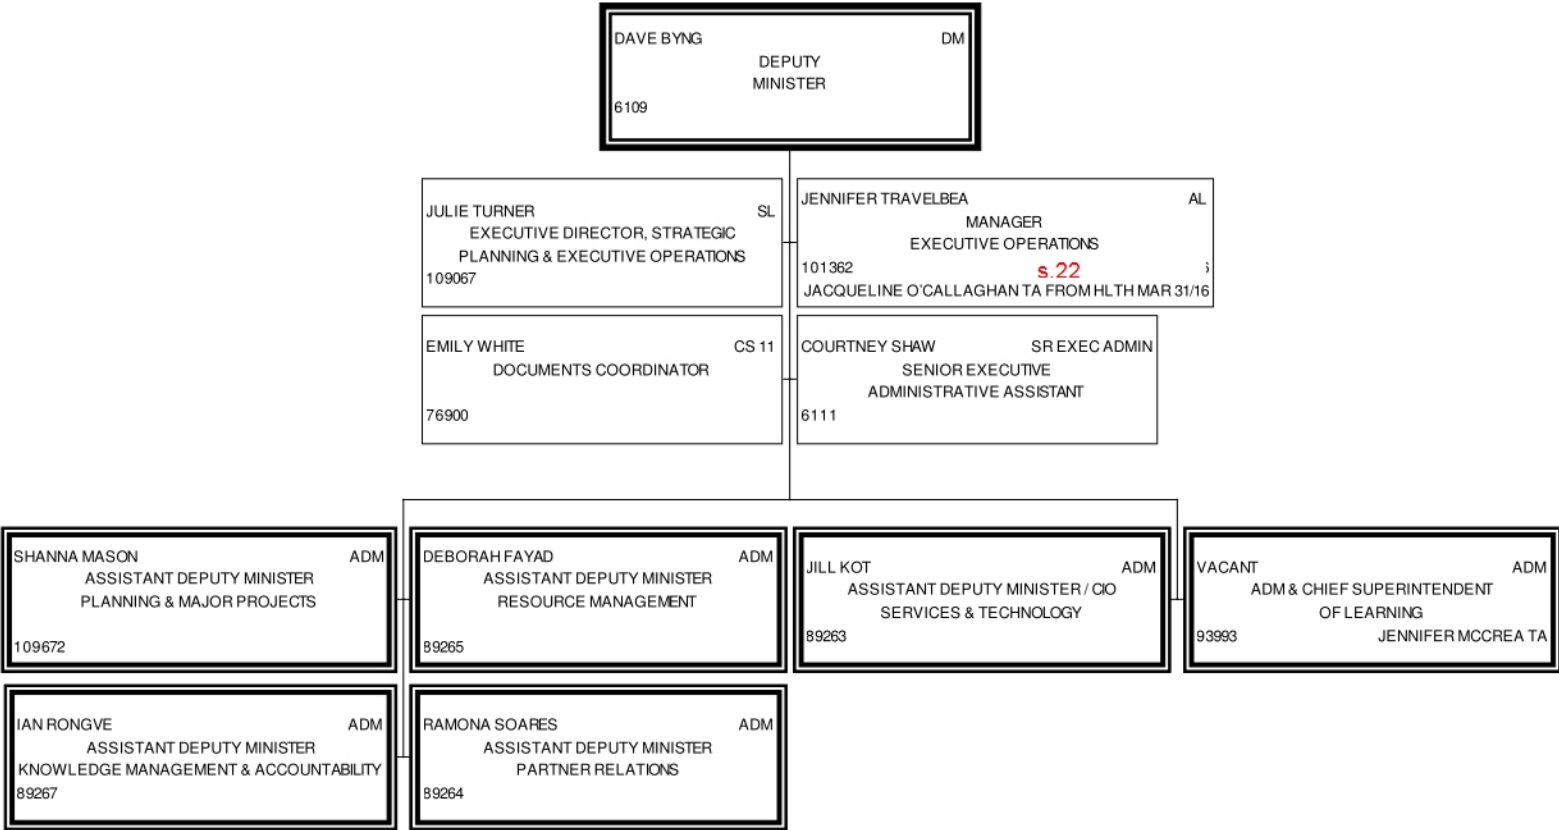 DAVE BYNG DM
DEPUTY
MINISTER
6109
JULIE TURNER SL
EXECUTIVE DIRECTOR, STRATEGIC
PLANNING & EXECUTIVE OPERATIONS
109067
JENNIFER TRAVELBEA AL
MANAGER
EXECUTIVE OPERATIONS
101362 s.22
JACQUELINE O'CALLAGHAN TA FROM HLTH MAR 31/16
EMILY WHITE CS 11
DOCUMENTS COORDINATOR
76900
COURTNEY SHAW SR EXEC ADMIN
SENIOR EXECUTIVE
ADMINISTRATIVE ASSISTANT
6111
SHANNA MASON ADM
ASSISTANT DEPUTY MINISTER
PLANNING & MAJOR PROJECTS
109672
DEBORAH FAYAD ADM
ASSISTANT DEPUTY MINISTER
RESOURCE MANAGEMENT
89265
JILL KOT ADM
ASSISTANT DEPUTY MINISTER / CIO
SERVICES & TECHNOLOGY
89263
VACANT ADM
ADM & CHIEF SUPERINTENDENT
OF LEARNING
93993 JENNIFER MCCREA TA
IAN RONGVE ADM
ASSISTANT DEPUTY MINISTER
KNOWLEDGE MANAGEMENT & ACCOUNTABILITY
89267
RAMONA SOARES ADM
ASSISTANT DEPUTY MINISTER
PARTNER RELATIONS
89264